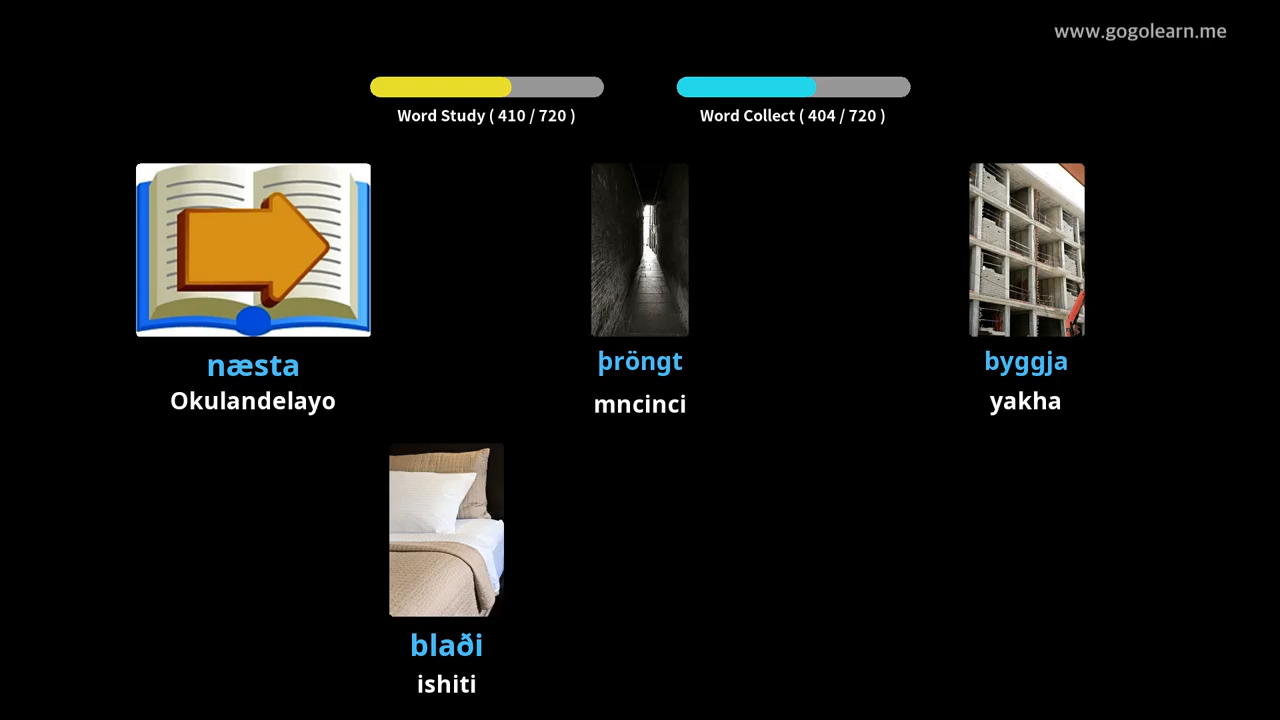 www.gogolearn.me
Word Study ( 410 / 720 )
Word Collect ( 404 / 720 )
næsta
Okulandelayo
þröngt
mncinci
byggja
yakha
blaði
ishiti